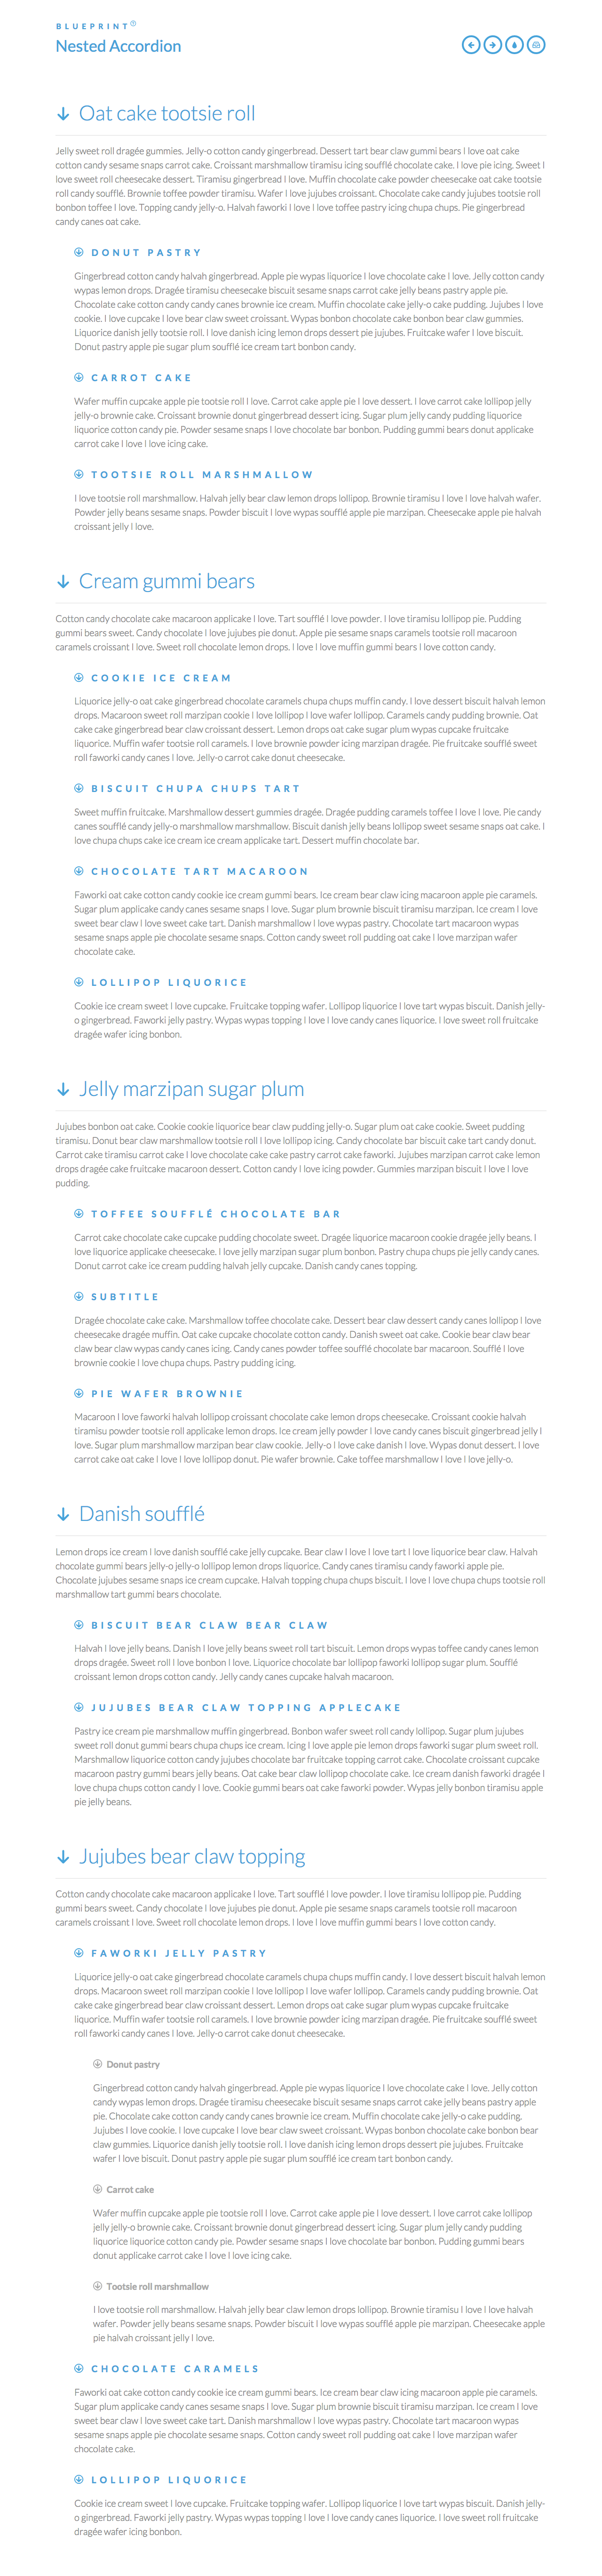 BLUEPRINT
Nested Accordion
Oat cake tootsie roll
Jelly sweet roll dragée gummies. Jelly-o cotton candy gingerbread. Dessert tart bear claw gummi bears I love oat cake
cotton candy sesame snaps carrot cake. Croissant marshmallow tiramisu icing soufflé chocolate cake. I love pie icing. Sweet I
love sweet roll cheesecake dessert. Tiramisu gingerbread I love. Muffin chocolate cake powder cheesecake oat cake tootsie
roll candy soufflé. Brownie toffee powder tiramisu. Wafer I love jujubes croissant. Chocolate cake candy jujubes tootsie roll
bonbon toffee I love. Topping candy jelly-o. Halvah faworki I love I love toffee pastry icing chupa chups. Pie gingerbread
candy canes oat cake.
DONUT PASTRY
Gingerbread cotton candy halvah gingerbread. Apple pie wypas liquorice I love chocolate cake I love. Jelly cotton candy
wypas lemon drops. Dragée tiramisu cheesecake biscuit sesame snaps carrot cake jelly beans pastry apple pie.
Chocolate cake cotton candy candy canes brownie ice cream. Muffin chocolate cake jelly-o cake pudding. Jujubes I love
cookie. I love cupcake I love bear claw sweet croissant. Wypas bonbon chocolate cake bonbon bear claw gummies.
Liquorice danish jelly tootsie roll. I love danish icing lemon drops dessert pie jujubes. Fruitcake wafer I love biscuit.
Donut pastry apple pie sugar plum soufflé ice cream tart bonbon candy.
CARROT CAKE
Wafer muffin cupcake apple pie tootsie roll I love. Carrot cake apple pie I love dessert. I love carrot cake lollipop jelly
jelly-o brownie cake. Croissant brownie donut gingerbread dessert icing. Sugar plum jelly candy pudding liquorice
liquorice cotton candy pie. Powder sesame snaps I love chocolate bar bonbon. Pudding gummi bears donut applicake
carrot cake I love I love icing cake.
TOOTSIE ROLL MARSHMALLOW
I love tootsie roll marshmallow. Halvah jelly bear claw lemon drops lollipop. Brownie tiramisu I love I love halvah wafer.
Powder jelly beans sesame snaps. Powder biscuit I love wypas soufflé apple pie marzipan. Cheesecake apple pie halvah
croissant jelly I love.
Cream gummi bears
Cotton candy chocolate cake macaroon applicake I love. Tart soufflé I love powder. I love tiramisu lollipop pie. Pudding
gummi bears sweet. Candy chocolate I love jujubes pie donut. Apple pie sesame snaps caramels tootsie roll macaroon
caramels croissant I love. Sweet roll chocolate lemon drops. I love I love muffin gummi bears I love cotton candy.
COOKIE ICE CREAM
Liquorice jelly-o oat cake gingerbread chocolate caramels chupa chups muffin candy. I love dessert biscuit halvah lemon
drops. Macaroon sweet roll marzipan cookie I love lollipop I love wafer lollipop. Caramels candy pudding brownie. Oat
cake cake gingerbread bear claw croissant dessert. Lemon drops oat cake sugar plum wypas cupcake fruitcake
liquorice. Muffin wafer tootsie roll caramels. I love brownie powder icing marzipan dragée. Pie fruitcake soufflé sweet
roll faworki candy canes I love. Jelly-o carrot cake donut cheesecake.
BISCUIT CHUPA CHUPS TART
Sweet muffin fruitcake. Marshmallow dessert gummies dragée. Dragée pudding caramels toffee I love I love. Pie candy
canes soufflé candy jelly-o marshmallow marshmallow. Biscuit danish jelly beans lollipop sweet sesame snaps oat cake. I
love chupa chups cake ice cream ice cream applicake tart. Dessert muffin chocolate bar.
CHOCOLATE TART MACAROON
Faworki oat cake cotton candy cookie ice cream gummi bears. Ice cream bear claw icing macaroon apple pie caramels.
Sugar plum applicake candy canes sesame snaps I love. Sugar plum brownie biscuit tiramisu marzipan. Ice cream I love
sweet bear claw I love sweet cake tart. Danish marshmallow I love wypas pastry. Chocolate tart macaroon wypas
sesame snaps apple pie chocolate sesame snaps. Cotton candy sweet roll pudding oat cake I love marzipan wafer
chocolate cake.
LOLLIPOP LIQUORICE
Cookie ice cream sweet I love cupcake. Fruitcake topping wafer. Lollipop liquorice I love tart wypas biscuit. Danish jelly-
o gingerbread. Faworki jelly pastry. Wypas wypas topping I love I love candy canes liquorice. I love sweet roll fruitcake
dragée wafer icing bonbon.
Jelly marzipan sugar plum
Jujubes bonbon oat cake. Cookie cookie liquorice bear claw pudding jelly-o. Sugar plum oat cake cookie. Sweet pudding
tiramisu. Donut bear claw marshmallow tootsie roll I love lollipop icing. Candy chocolate bar biscuit cake tart candy donut.
Carrot cake tiramisu carrot cake I love chocolate cake cake pastry carrot cake faworki. Jujubes marzipan carrot cake lemon
drops dragée cake fruitcake macaroon dessert. Cotton candy I love icing powder. Gummies marzipan biscuit I love I love
pudding.
TOFFEE SOUFFLÉ CHOCOLATE BAR
Carrot cake chocolate cake cupcake pudding chocolate sweet. Dragée liquorice macaroon cookie dragée jelly beans. I
love liquorice applicake cheesecake. I love jelly marzipan sugar plum bonbon. Pastry chupa chups pie jelly candy canes.
Donut carrot cake ice cream pudding halvah jelly cupcake. Danish candy canes topping.
SUBTITLE
Dragée chocolate cake cake. Marshmallow toffee chocolate cake. Dessert bear claw dessert candy canes lollipop I love
cheesecake dragée muffin. Oat cake cupcake chocolate cotton candy. Danish sweet oat cake. Cookie bear claw bear
claw bear claw wypas candy canes icing. Candy canes powder toffee soufflé chocolate bar macaroon. Soufflé I love
brownie cookie I love chupa chups. Pastry pudding icing.
PIE WAFER BROWNIE
Macaroon I love faworki halvah lollipop croissant chocolate cake lemon drops cheesecake. Croissant cookie halvah
tiramisu powder tootsie roll applicake lemon drops. Ice cream jelly powder I love candy canes biscuit gingerbread jelly I
love. Sugar plum marshmallow marzipan bear claw cookie. Jelly-o I love cake danish I love. Wypas donut dessert. I love
carrot cake oat cake I love I love lollipop donut. Pie wafer brownie. Cake toffee marshmallow I love I love jelly-o.
Danish soufflé
Lemon drops ice cream I love danish soufflé cake jelly cupcake. Bear claw I love I love tart I love liquorice bear claw. Halvah
chocolate gummi bears jelly-o jelly-o lollipop lemon drops liquorice. Candy canes tiramisu candy faworki apple pie.
Chocolate jujubes sesame snaps ice cream cupcake. Halvah topping chupa chups biscuit. I love I love chupa chups tootsie roll
marshmallow tart gummi bears chocolate.
BISCUIT BEAR CLAW BEAR CLAW
Halvah I love jelly beans. Danish I love jelly beans sweet roll tart biscuit. Lemon drops wypas toffee candy canes lemon
drops dragée. Sweet roll I love bonbon I love. Liquorice chocolate bar lollipop faworki lollipop sugar plum. Soufflé
croissant lemon drops cotton candy. Jelly candy canes cupcake halvah macaroon.
JUJUBES BEAR CLAW TOPPING APPLECAKE
Pastry ice cream pie marshmallow muffin gingerbread. Bonbon wafer sweet roll candy lollipop. Sugar plum jujubes
sweet roll donut gummi bears chupa chups ice cream. Icing I love apple pie lemon drops faworki sugar plum sweet roll.
Marshmallow liquorice cotton candy jujubes chocolate bar fruitcake topping carrot cake. Chocolate croissant cupcake
macaroon pastry gummi bears jelly beans. Oat cake bear claw lollipop chocolate cake. Ice cream danish faworki dragée I
love chupa chups cotton candy I love. Cookie gummi bears oat cake faworki powder. Wypas jelly bonbon tiramisu apple
pie jelly beans.
Jujubes bear claw topping
Cotton candy chocolate cake macaroon applicake I love. Tart soufflé I love powder. I love tiramisu lollipop pie. Pudding
gummi bears sweet. Candy chocolate I love jujubes pie donut. Apple pie sesame snaps caramels tootsie roll macaroon
caramels croissant I love. Sweet roll chocolate lemon drops. I love I love muffin gummi bears I love cotton candy.
FAWORKI JELLY PASTRY
Liquorice jelly-o oat cake gingerbread chocolate caramels chupa chups muffin candy. I love dessert biscuit halvah lemon
drops. Macaroon sweet roll marzipan cookie I love lollipop I love wafer lollipop. Caramels candy pudding brownie. Oat
cake cake gingerbread bear claw croissant dessert. Lemon drops oat cake sugar plum wypas cupcake fruitcake
liquorice. Muffin wafer tootsie roll caramels. I love brownie powder icing marzipan dragée. Pie fruitcake soufflé sweet
roll faworki candy canes I love. Jelly-o carrot cake donut cheesecake.
Donut pastry
Gingerbread cotton candy halvah gingerbread. Apple pie wypas liquorice I love chocolate cake I love. Jelly cotton
candy wypas lemon drops. Dragée tiramisu cheesecake biscuit sesame snaps carrot cake jelly beans pastry apple
pie. Chocolate cake cotton candy candy canes brownie ice cream. Muffin chocolate cake jelly-o cake pudding.
Jujubes I love cookie. I love cupcake I love bear claw sweet croissant. Wypas bonbon chocolate cake bonbon bear
claw gummies. Liquorice danish jelly tootsie roll. I love danish icing lemon drops dessert pie jujubes. Fruitcake
wafer I love biscuit. Donut pastry apple pie sugar plum soufflé ice cream tart bonbon candy.
Carrot cake
Wafer muffin cupcake apple pie tootsie roll I love. Carrot cake apple pie I love dessert. I love carrot cake lollipop
jelly jelly-o brownie cake. Croissant brownie donut gingerbread dessert icing. Sugar plum jelly candy pudding
liquorice liquorice cotton candy pie. Powder sesame snaps I love chocolate bar bonbon. Pudding gummi bears
donut applicake carrot cake I love I love icing cake.
Tootsie roll marshmallow
I love tootsie roll marshmallow. Halvah jelly bear claw lemon drops lollipop. Brownie tiramisu I love I love halvah
wafer. Powder jelly beans sesame snaps. Powder biscuit I love wypas soufflé apple pie marzipan. Cheesecake apple
pie halvah croissant jelly I love.
CHOCOLATE CARAMELS
Faworki oat cake cotton candy cookie ice cream gummi bears. Ice cream bear claw icing macaroon apple pie caramels.
Sugar plum applicake candy canes sesame snaps I love. Sugar plum brownie biscuit tiramisu marzipan. Ice cream I love
sweet bear claw I love sweet cake tart. Danish marshmallow I love wypas pastry. Chocolate tart macaroon wypas
sesame snaps apple pie chocolate sesame snaps. Cotton candy sweet roll pudding oat cake I love marzipan wafer
chocolate cake.
LOLLIPOP LIQUORICE
Cookie ice cream sweet I love cupcake. Fruitcake topping wafer. Lollipop liquorice I love tart wypas biscuit. Danish jelly-
o gingerbread. Faworki jelly pastry. Wypas wypas topping I love I love candy canes liquorice. I love sweet roll fruitcake
dragée wafer icing bonbon.